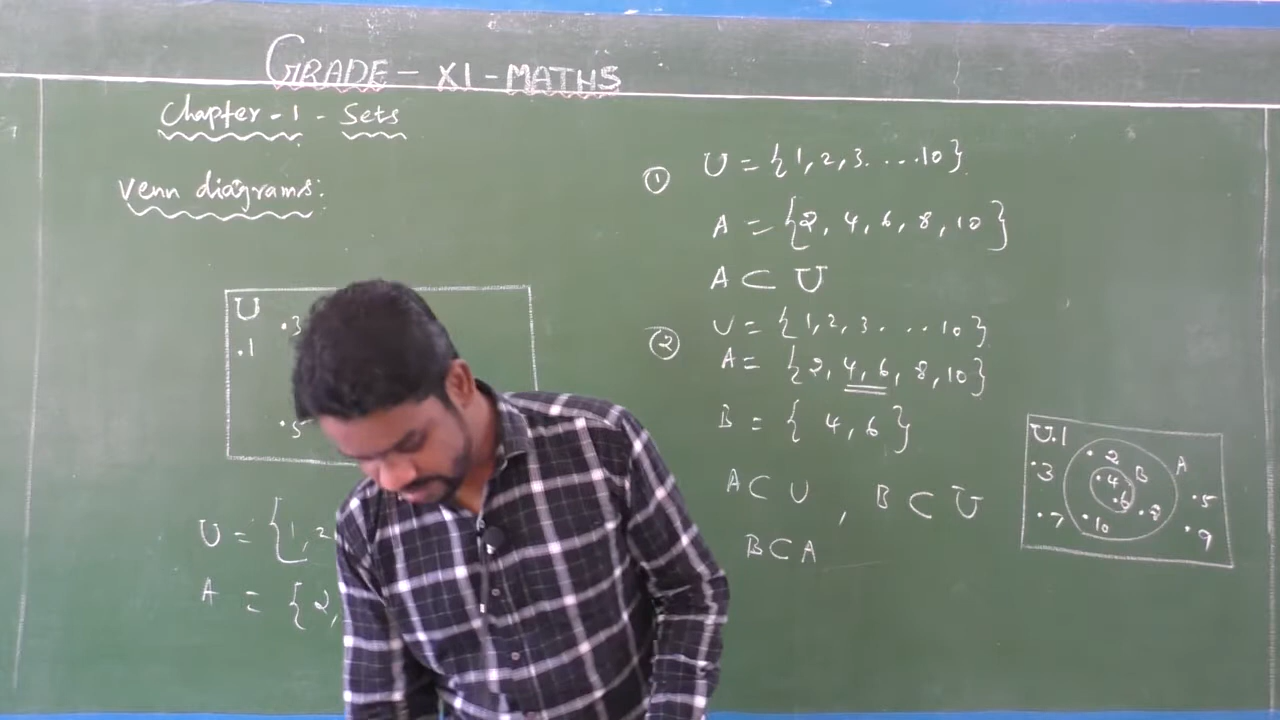 GRADE - XI - MATHS
Chapter - 1 - Sets
Venn diagrams:
U
.3
.1
.5
U = {1, 2
A = {2,
① U = {1, 2, 3. ...10}
A = {2, 4, 6, 8, 10}
A ⊂ U
② U = {1, 2, 3. ...10}
A = {2, 4, 6, 8, 10}
B = { 4, 6}
A ⊂ U , B ⊂ U
B ⊂ A
U .1
.2
A
.3
.4
B
.5
.6
.7
.10
.8
.9